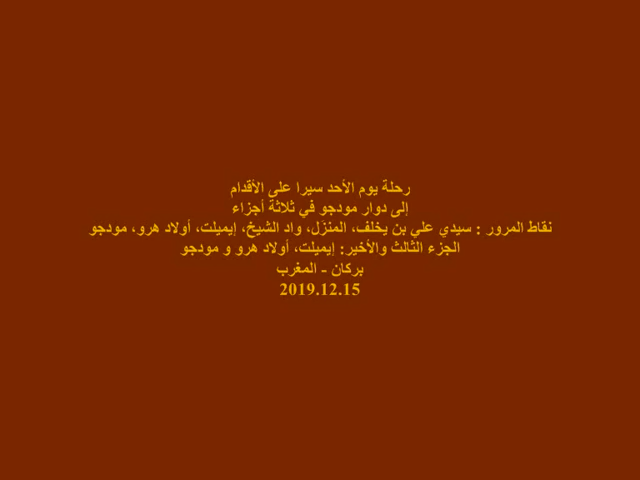 رحلة يوم الأحد سيرا على الأقدام
إلى دوار مودجو في ثلاثة أجزاء
نقاط المرور : سيدي علي بن يخلف، المنزل، واد الشيخ، إيميلت، أولاد هرو، مودجو
الجزء الثالث والأخير: إيميلت، أولاد هرو و مودجو
بركان - المغرب
2019.12.15